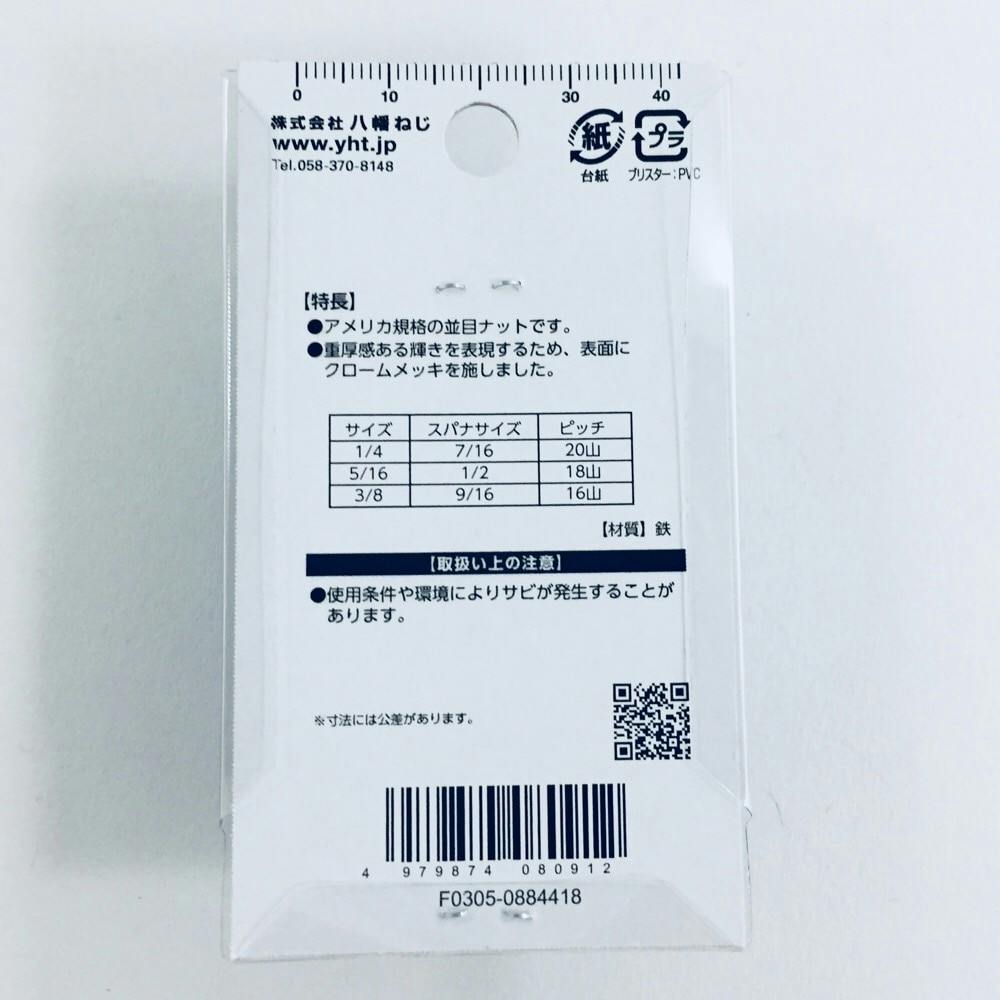 0 10 30 40
株式会社 八幡ねじ
www.yht.jp
Tel.058-370-8148
紙
台紙
プラ
ブリスター：PVC
【特長】
●アメリカ規格の並目ナットです。
●重厚感ある輝きを表現するため、表面に
クロームメッキを施しました。
サイズ スパナサイズ ピッチ
1/4 7/16 20山
5/16 1/2 18山
3/8 9/16 16山
【材質】鉄
【取扱い上の注意】
●使用条件や環境によりサビが発生することが
あります。
※寸法には公差があります。
4 979874 080912
F0305-0884418